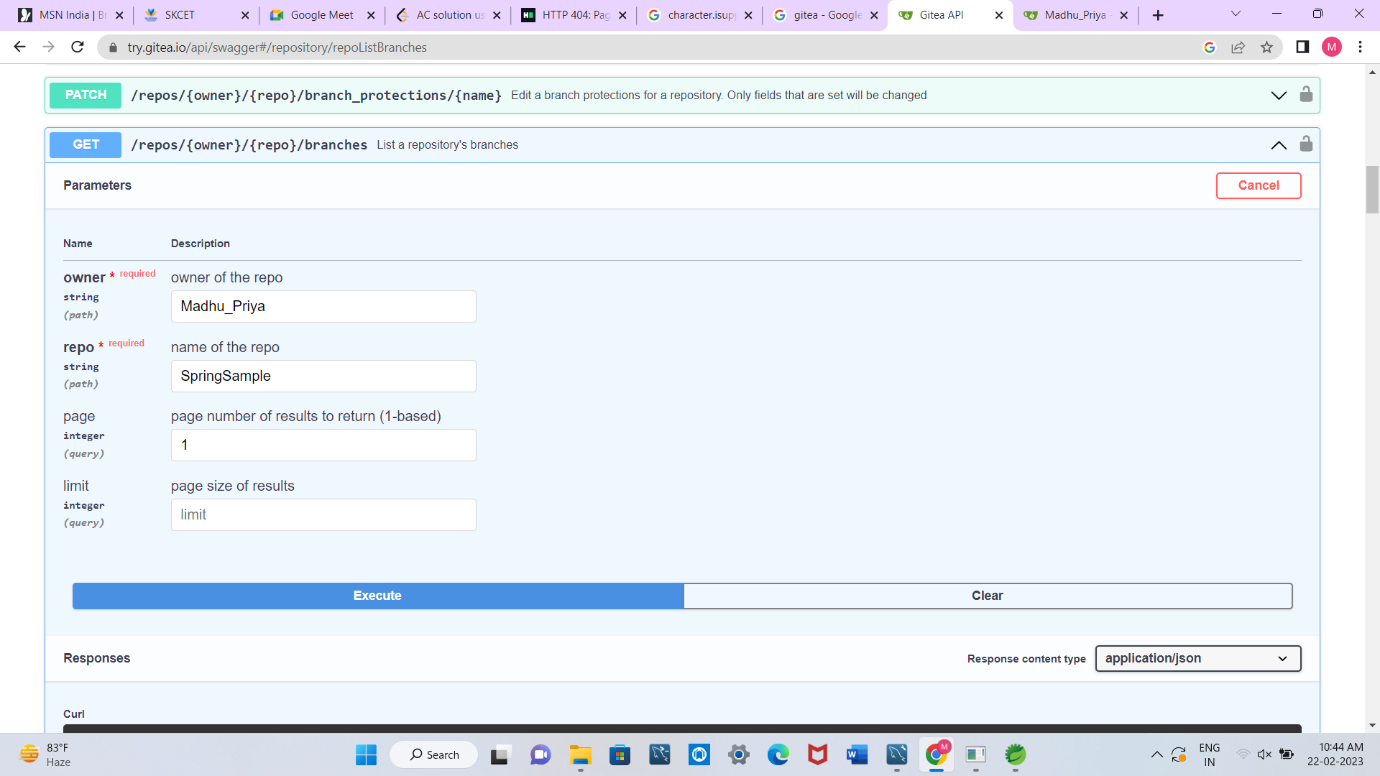 MSN India | Br
SKCET
Google Meet
AC solution us
HTTP 404: Pag
character.isupp
gitea - Google
Gitea API
Madhu_Priya -
try.gitea.io/api/swagger#/repository/repoListBranches
M
PATCH /repos/{owner}/{repo}/branch_protections/{name} Edit a branch protections for a repository. Only fields that are set will be changed
GET /repos/{owner}/{repo}/branches List a repository's branches
Parameters
Cancel
Name Description
owner * required owner of the repo
string
(path)
Madhu_Priya
repo * required name of the repo
string
(path)
SpringSample
page page number of results to return (1-based)
integer
(query)
1
limit page size of results
integer
(query)
limit
Execute
Clear
Responses
Response content type application/json
Curl
83°F
Haze
Search
M
ENG
IN
10:44 AM
22-02-2023